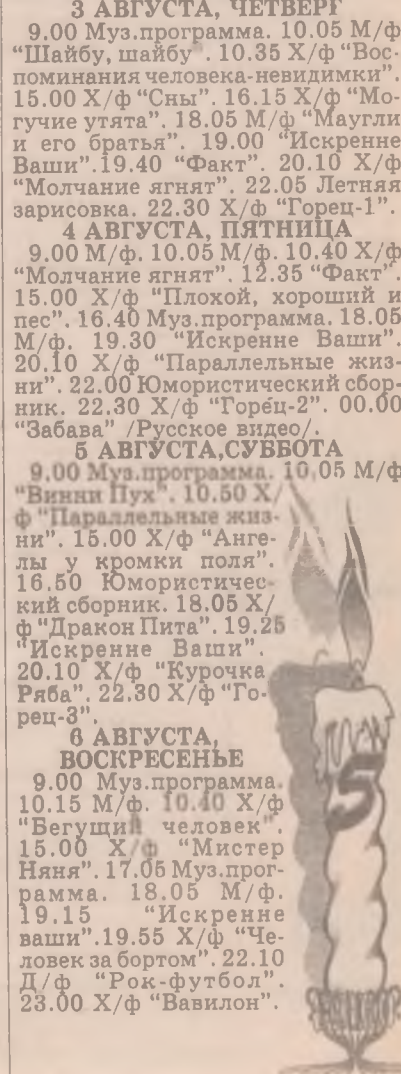 3 АВГУСТА, ЧЕТВЕРГ
9.00 Муз.программа. 10.05 М/ф
“Шайбу, шайбу”. 10.35 Х/ф “Вос-
поминания человека-невидимки”.
15.00 Х/ф “Сны”. 16.15 Х/ф “Мо-
гучие утята”. 18.05 М/ф “Маугли
и его братья”. 19.00 “Искренне
Ваши”.19.40 “Факт”. 20.10 Х/ф
“Молчание ягнят”. 22.05 Летняя
зарисовка. 22.30 Х/ф “Горец-1”.
4 АВГУСТА, ПЯТНИЦА
9.00 М/ф. 10.05 М/ф. 10.40 Х/ф
“Молчание ягнят”. 12.35 “Факт”.
15.00 Х/ф “Плохой, хороший и
пес”. 16.40 Муз.программа. 18.05
М/ф. 19.30 “Искренне Ваши”.
20.10 Х/ф “Параллельные жиз-
ни”. 22.00 Юмористический сбор-
ник. 22.30 Х/ф “Горец-2”. 00.00
“Забава” /Русское видео/.
5 АВГУСТА,СУББОТА
9.00 Муз.программа. 10.05 М/ф
“Винни Пух”. 10.50 Х/
ф “Параллельные жиз-
ни”. 15.00 Х/ф “Анге-
лы у кромки поля”.
16.50 Юмористичес-
кий сборник. 18.05 Х/
ф “Дракон Пита”. 19.25
“Искренне Ваши”.
20.10 Х/ф “Курочка
Ряба”. 22.30 Х/ф “Го-
рец-3”.
6 АВГУСТА,
ВОСКРЕСЕНЬЕ
9.00 Муз.программа.
10.15 М/ф. 10.40 Х/ф
“Бегущий человек”.
15.00 Х/ф “Мистер
Няня”. 17.05 Муз.прог-
рамма. 18.05 М/ф.
19.15 “Искренне
ваши”.19.55 Х/ф “Че-
ловек за бортом”. 22.10
Д/ф “Рок-футбол”.
23.00 Х/ф “Вавилон”.
5